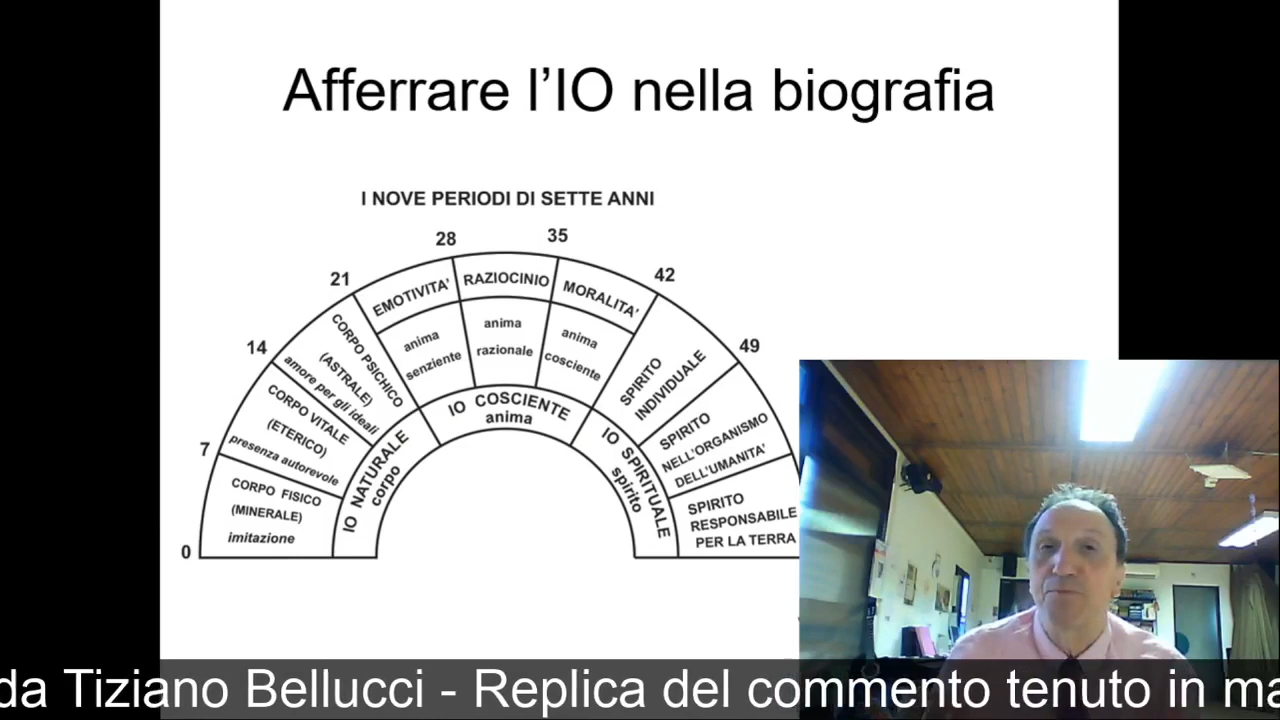 Afferrare l’IO nella biografia
I NOVE PERIODI DI SETTE ANNI
0
7
14
21
28
35
42
49
CORPO FISICO
(MINERALE)
imitazione
CORPO VITALE
(ETERICO)
presenza autorevole
CORPO PSICHICO
(ASTRALE)
amore per gli ideali
IO NATURALE
corpo
EMOTIVITA’
anima
senziente
RAZIOCINIO
anima
razionale
MORALITA’
anima
cosciente
IO COSCIENTE
anima
SPIRITO
INDIVIDUALE
SPIRITO
NELL’ORGANISMO
DELL’UMANITA’
SPIRITO
RESPONSABILE
PER LA TERRA
IO SPIRITUALE
spirito
da Tiziano Bellucci - Replica del commento tenuto in ma